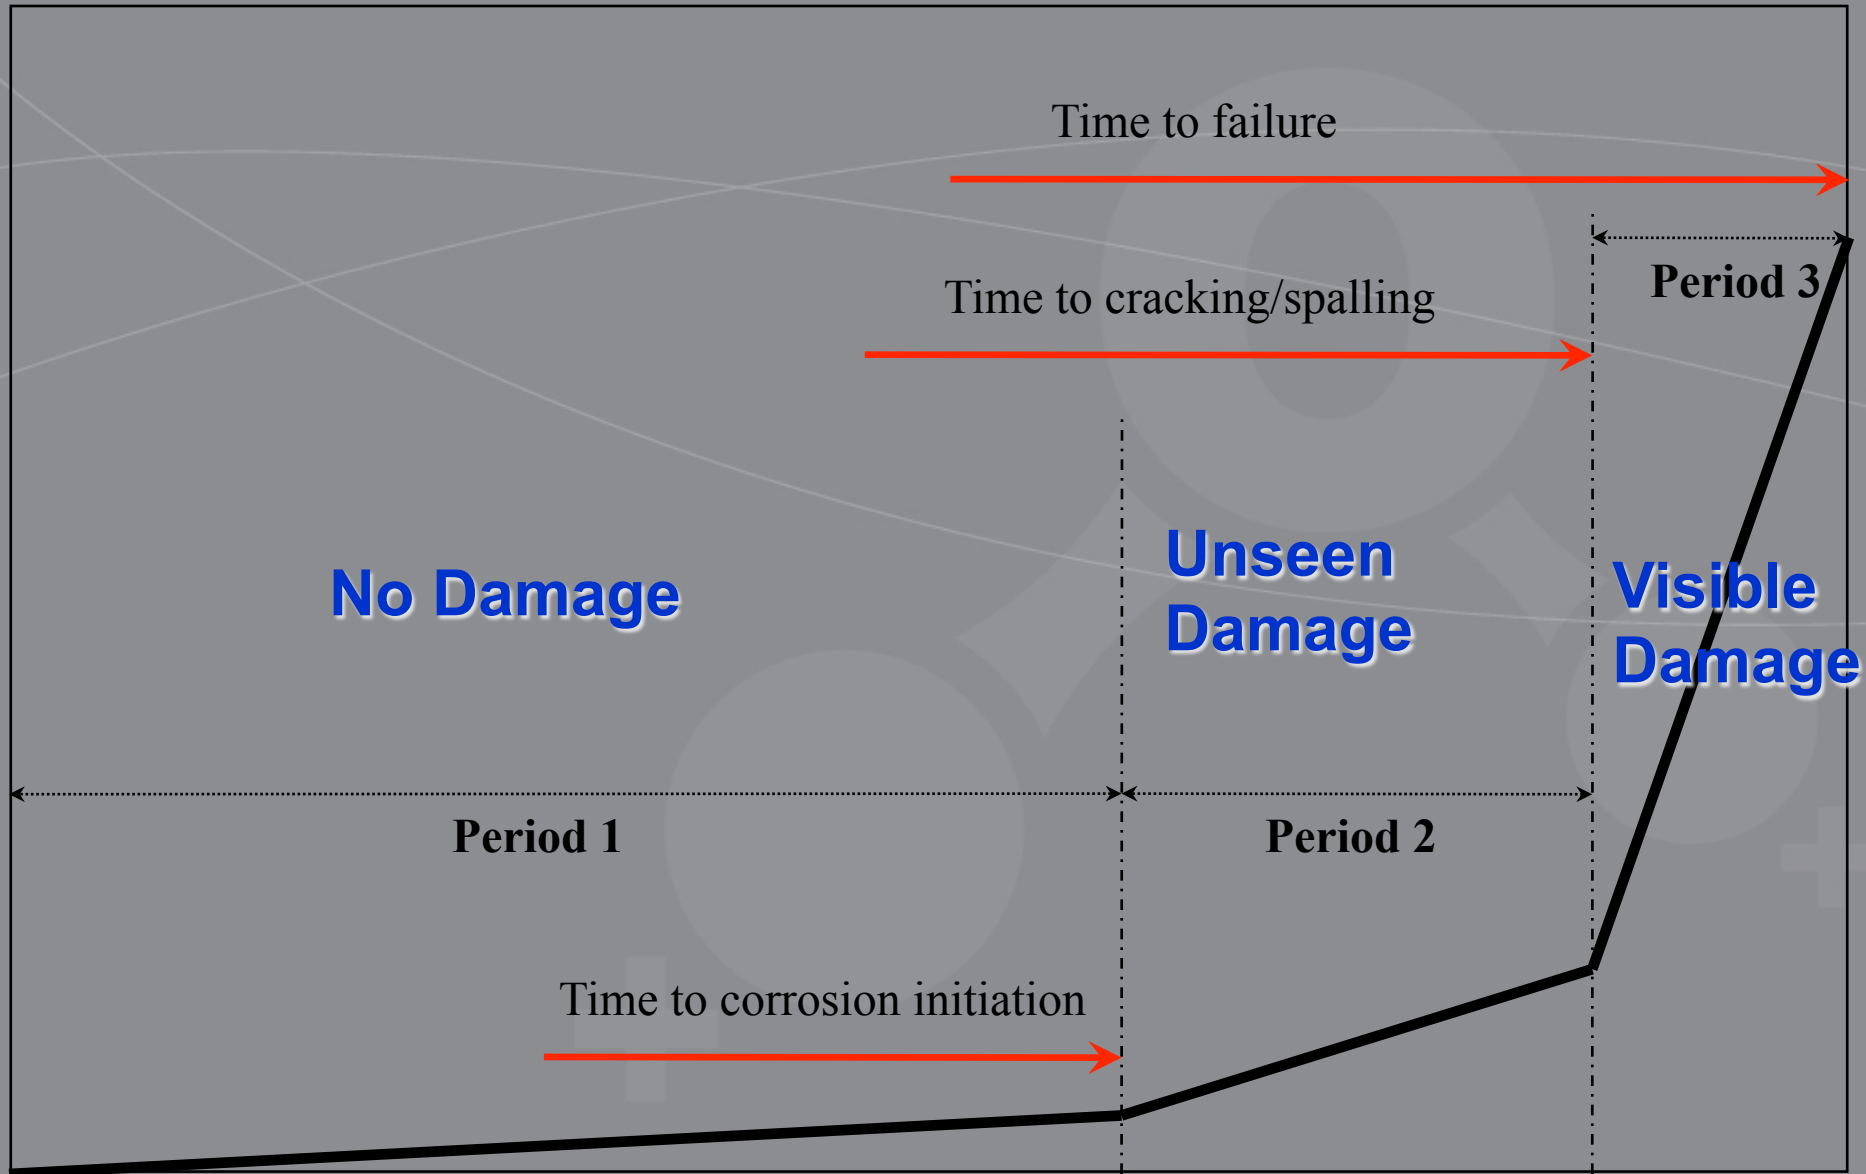 Time to failure
Period 3
Time to cracking/spalling
No Damage
Unseen
Damage
Visible
Damage
Period 1
Period 2
Time to corrosion initiation